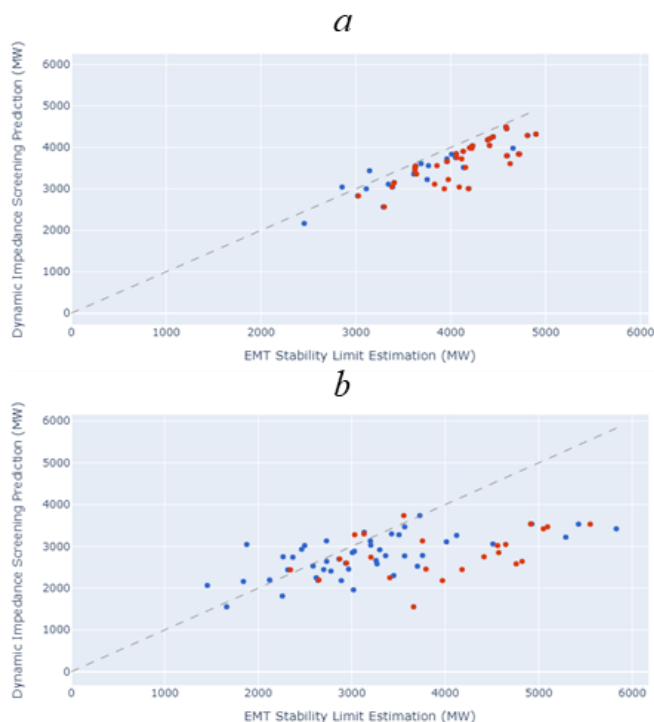 a
6000
5000
4000
3000
2000
1000
0
Dynamic Impedance Screening Prediction (MW)
0 1000 2000 3000 4000 5000 6000
EMT Stability Limit Estimation (MW)
b
6000
5000
4000
3000
2000
1000
0
Dynamic Impedance Screening Prediction (MW)
0 1000 2000 3000 4000 5000 6000
EMT Stability Limit Estimation (MW)